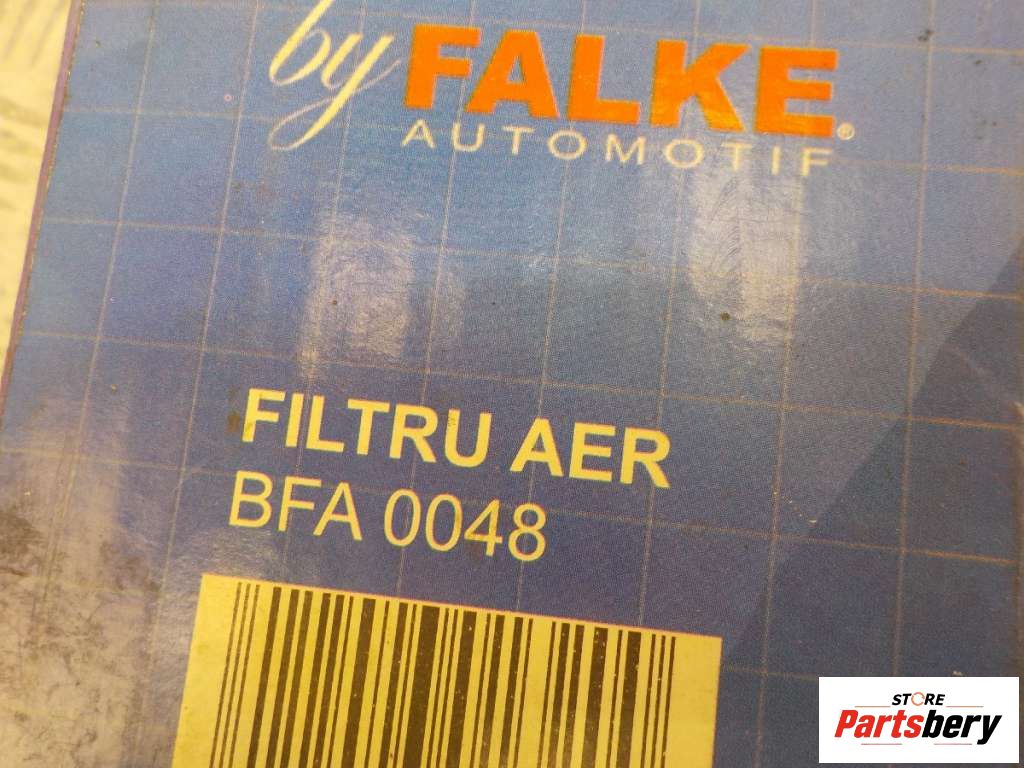 by FALKE®
AUTOMOTIF
FILTRU AER
BFA 0048
STORE
Partsbery